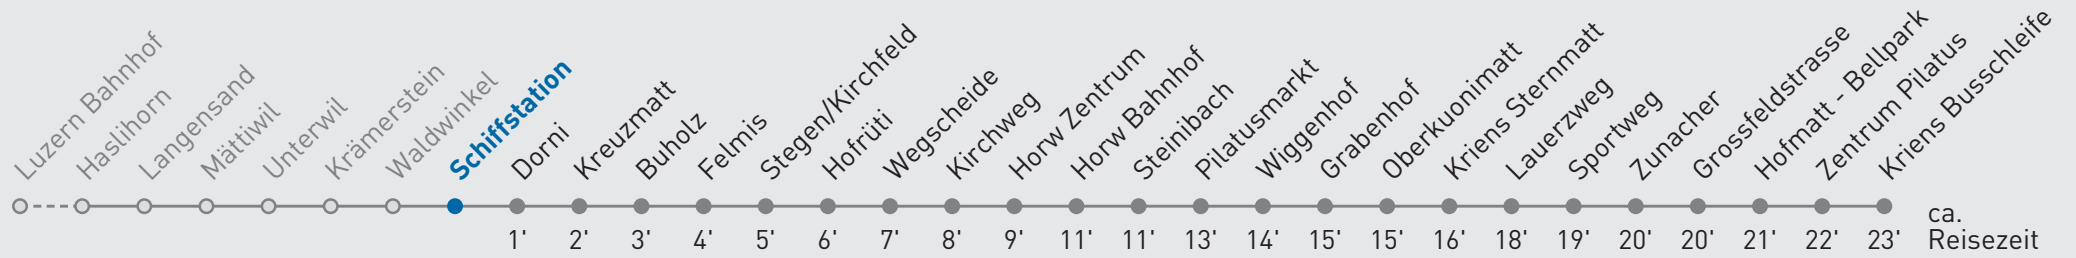 Luzern Bahnhof
Haslihorn
Langensand
Mättiwil
Unterwil
Krämerstein
Waldwinkel
Schiffstation
Dorni
Kreuzmatt
Buholz
Felmis
Stegen/Kirchfeld
Hofrüti
Wegscheide
Kirchweg
Horw Zentrum
Horw Bahnhof
Steinibach
Pilatusmarkt
Wiggenhof
Grabenhof
Oberkuonimatt
Kriens Sternmatt
Lauerzweg
Sportweg
Zunacher
Grossfeldstrasse
Hofmatt - Bellpark
Zentrum Pilatus
Kriens Busschleife
1' 2' 3' 4' 5' 6' 7' 8' 9' 11' 11' 13' 14' 15' 15' 16' 18' 19' 20' 20' 21' 22' 23'
ca.
Reisezeit